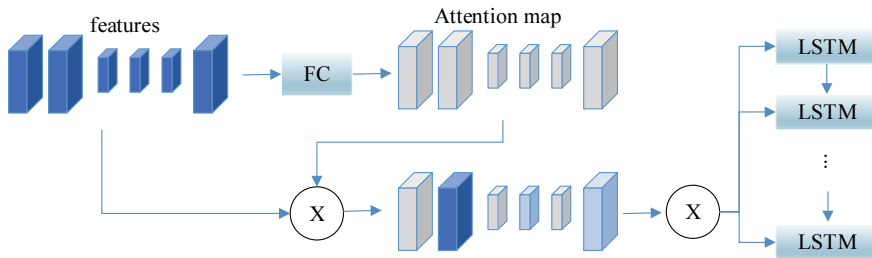 features
Attention map
FC
LSTM
LSTM
⋮
X
X
LSTM